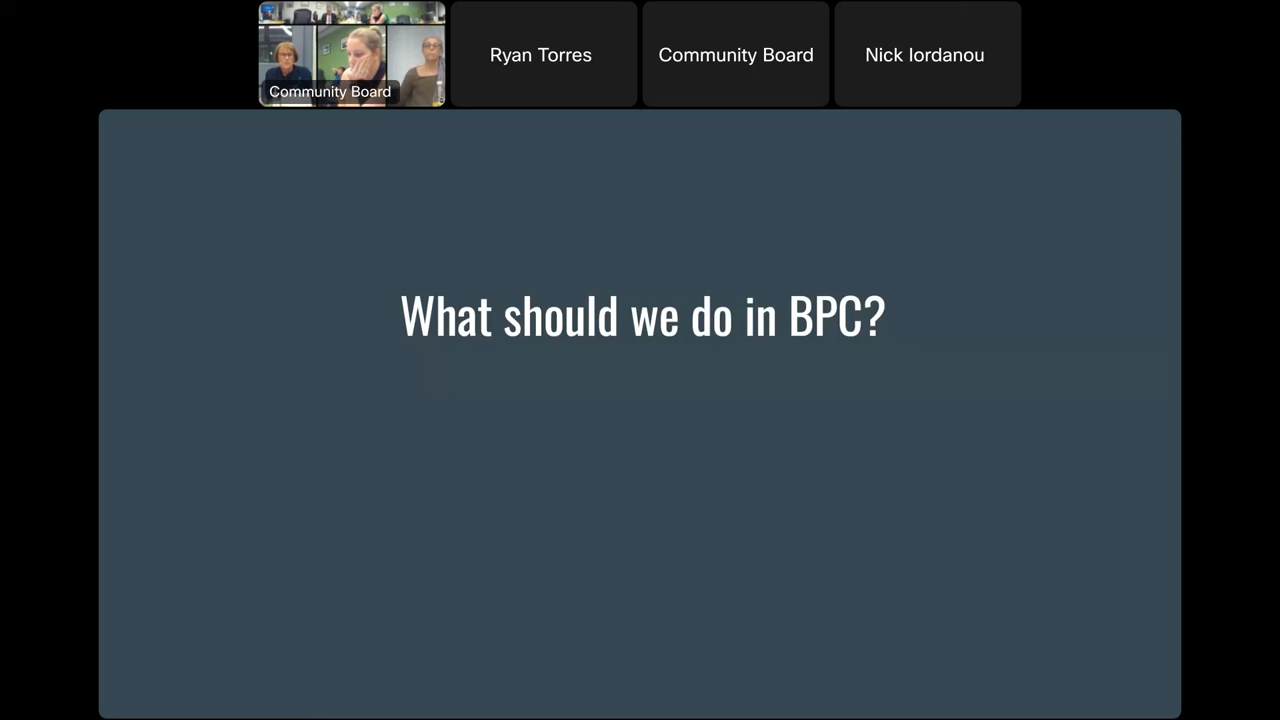 Community Board
Ryan Torres
Community Board
Nick Iordanou
What should we do in BPC?